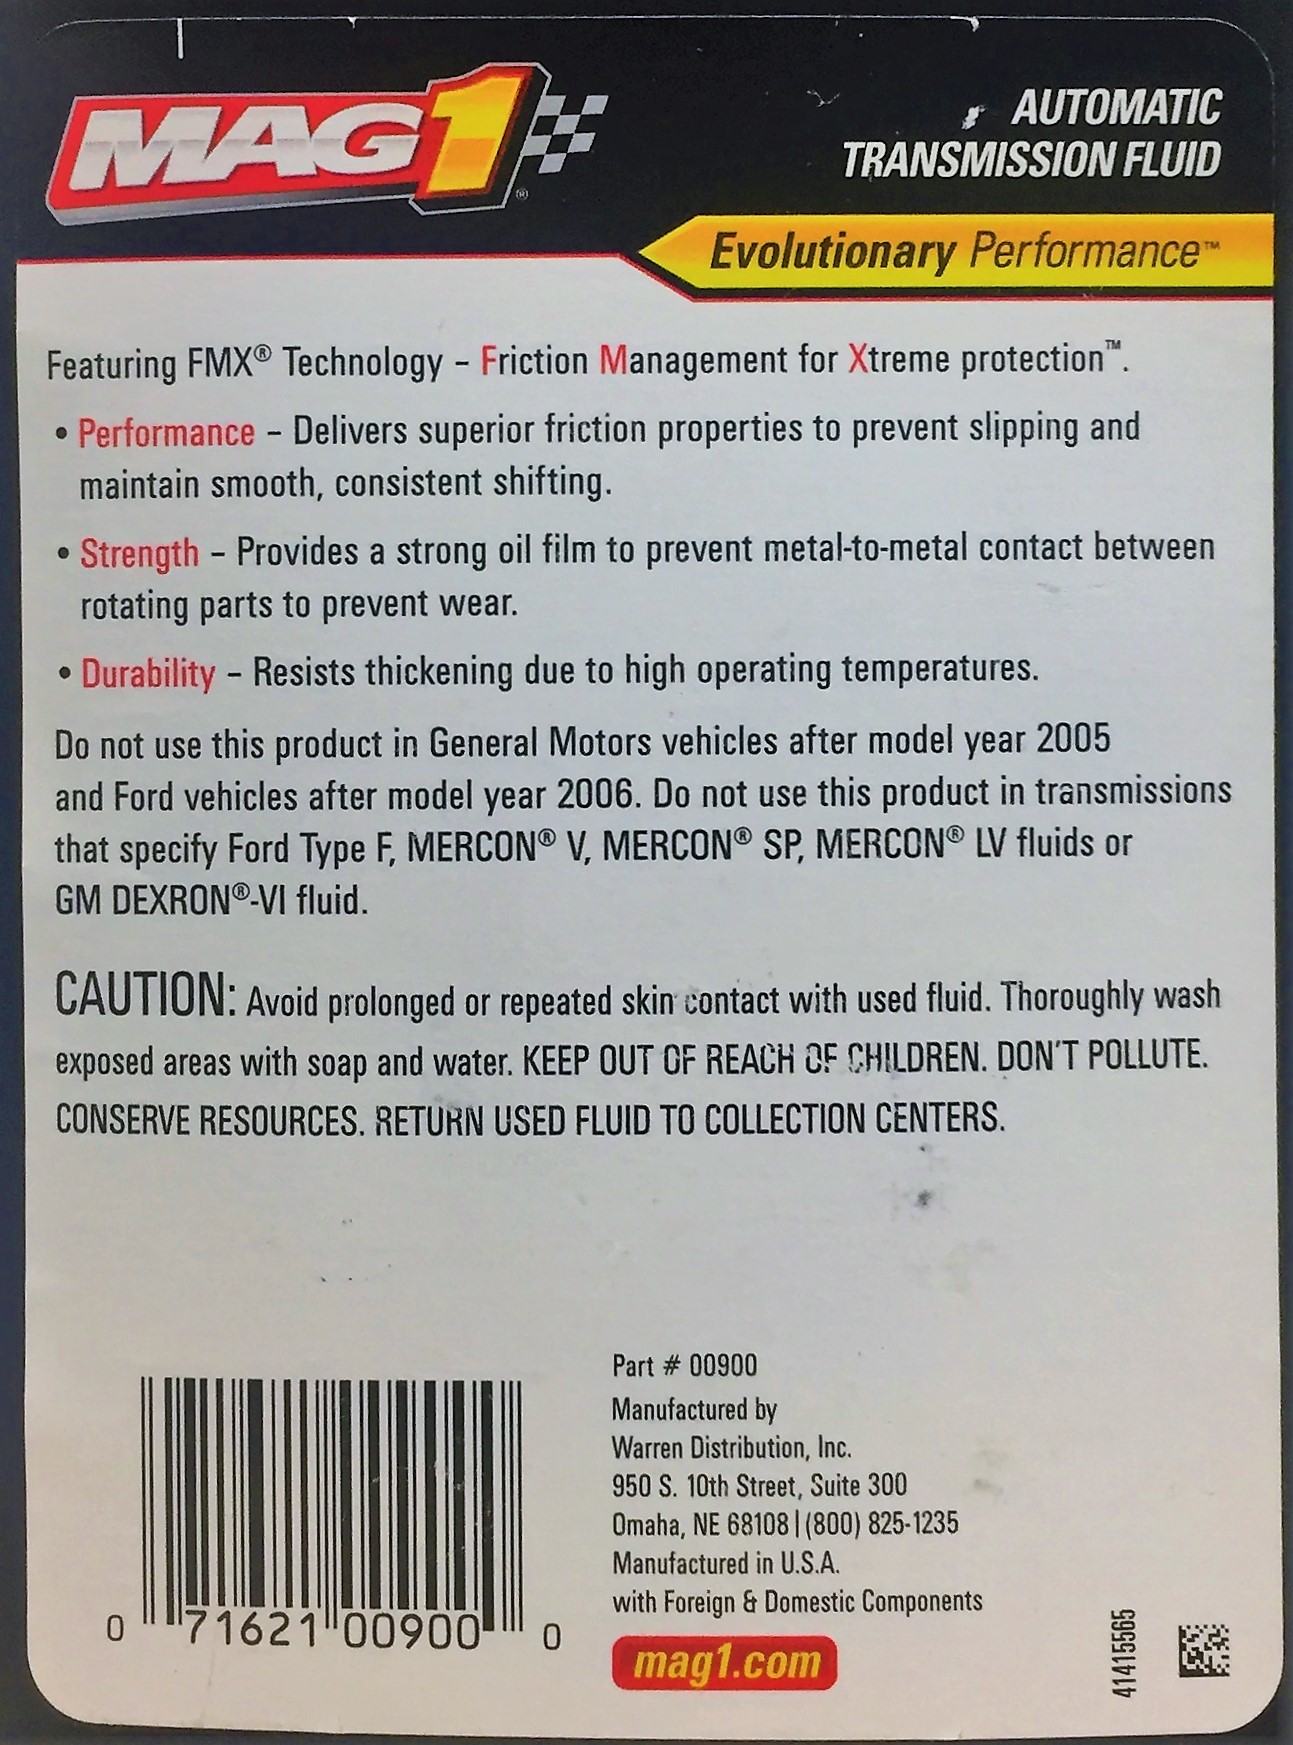 MAG1®
AUTOMATIC
TRANSMISSION FLUID
Evolutionary Performance™
Featuring FMX® Technology – Friction Management for Xtreme protection™.
• Performance – Delivers superior friction properties to prevent slipping and
maintain smooth, consistent shifting.
• Strength – Provides a strong oil film to prevent metal-to-metal contact between
rotating parts to prevent wear.
• Durability – Resists thickening due to high operating temperatures.
Do not use this product in General Motors vehicles after model year 2005
and Ford vehicles after model year 2006. Do not use this product in transmissions
that specify Ford Type F, MERCON® V, MERCON® SP, MERCON® LV fluids or
GM DEXRON®-VI fluid.
CAUTION: Avoid prolonged or repeated skin contact with used fluid. Thoroughly wash
exposed areas with soap and water. KEEP OUT OF REACH OF CHILDREN. DON'T POLLUTE.
CONSERVE RESOURCES. RETURN USED FLUID TO COLLECTION CENTERS.
Part # 00900
Manufactured by
Warren Distribution, Inc.
950 S. 10th Street, Suite 300
Omaha, NE 68108 | (800) 825-1235
Manufactured in U.S.A.
with Foreign & Domestic Components
mag1.com
0 71621 00900 0
41415565